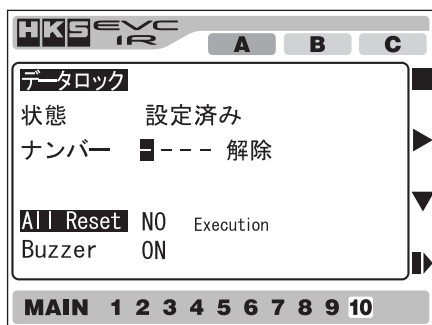 HKS EVC
1R
A B C
データロック
状態 設定済み
ナンバー ---- 解除
All Reset NO Execution
Buzzer ON
MAIN 1 2 3 4 5 6 7 8 9 10